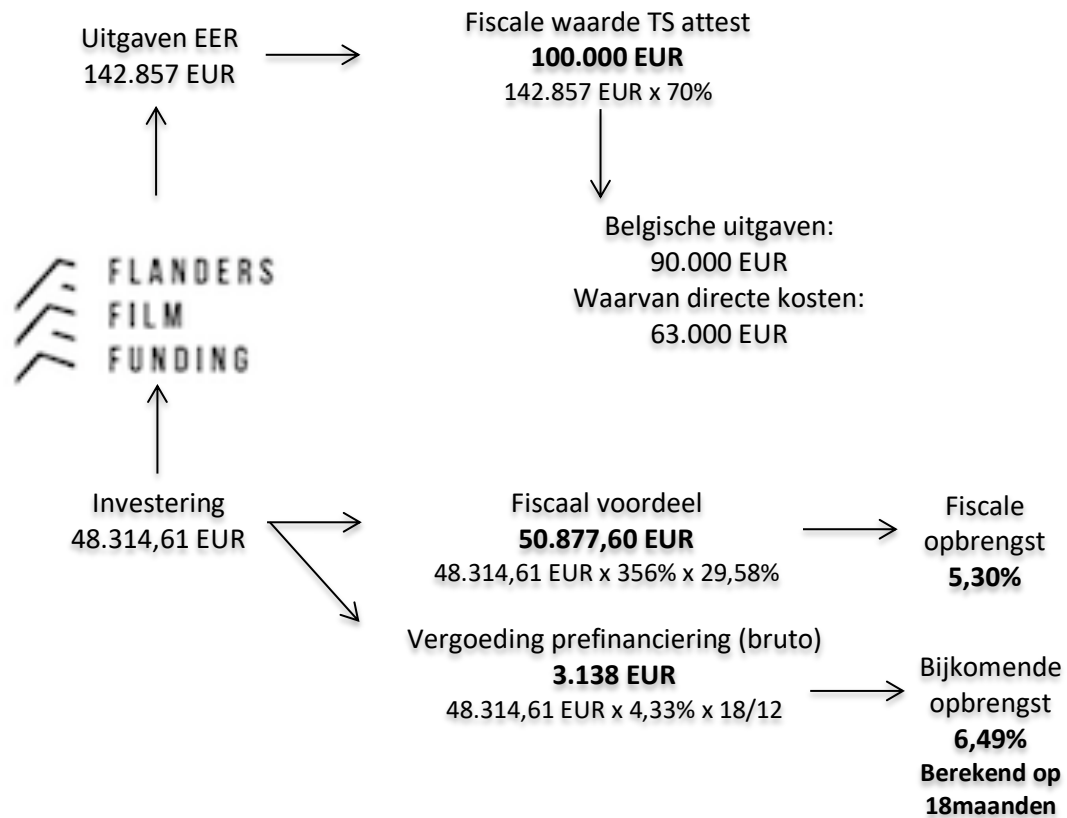 Uitgaven EER
142.857 EUR
Fiscale waarde TS attest
100.000 EUR
142.857 EUR x 70%
Belgische uitgaven:
90.000 EUR
Waarvan directe kosten:
63.000 EUR
FLANDERS
FILM
FUNDING
Investering
48.314,61 EUR
Fiscaal voordeel
50.877,60 EUR
48.314,61 EUR x 356% x 29,58%
Fiscale
opbrengst
5,30%
Vergoeding prefinanciering (bruto)
3.138 EUR
48.314,61 EUR x 4,33% x 18/12
Bijkomende
opbrengst
6,49%
Berekend op
18maanden